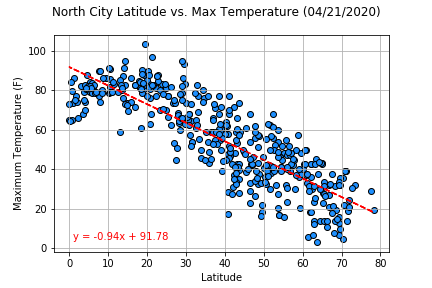 North City Latitude vs. Max Temperature (04/21/2020)
Maximum Temperature (F)
100
80
60
40
20
0
y = -0.94x + 91.78
0 10 20 30 40 50 60 70 80
Latitude